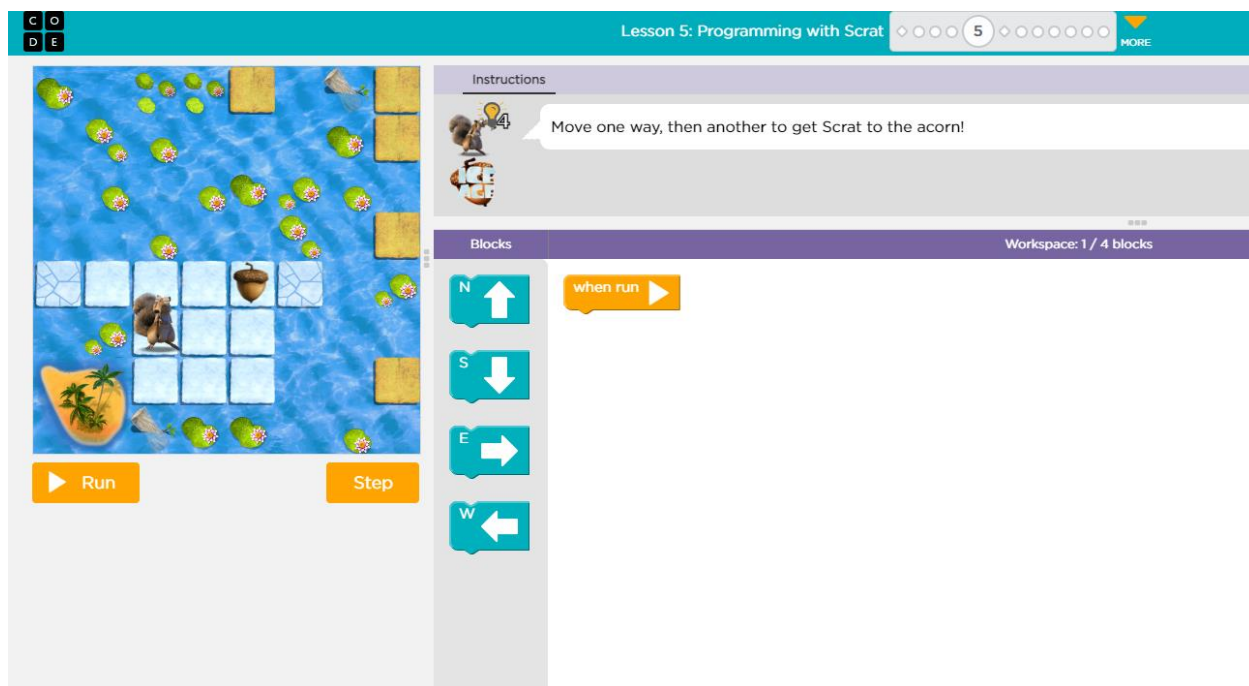 C O
D E
Lesson 5: Programming with Scrat
5
MORE
Instructions
4
Move one way, then another to get Scrat to the acorn!
Blocks
Workspace: 1 / 4 blocks
N
when run
S
E
W
Run
Step